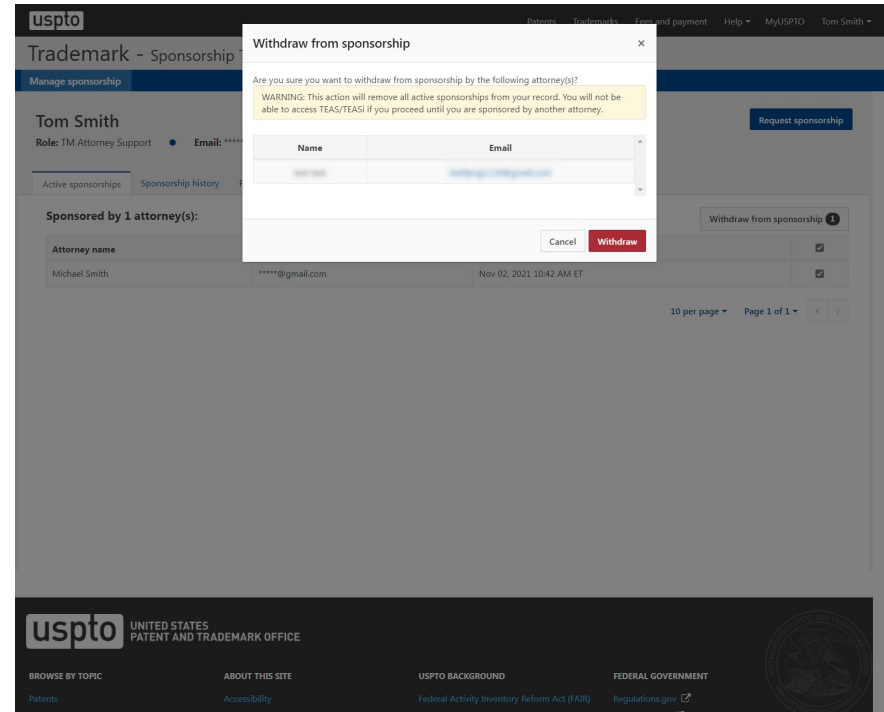 uspto
Patents Trademarks Fees and payment Help MyUSPTO Tom Smith
Trademark - Sponsorship
Manage sponsorship
Withdraw from sponsorship ×
Are you sure you want to withdraw from sponsorship by the following attorney(s)?
WARNING: This action will remove all active sponsorships from your record. You will not be
able to access TEAS/TEASi if you proceed until you are sponsored by another attorney.
Name Email
Cancel Withdraw
Tom Smith
Request sponsorship
Role: TM Attorney Support • Email: ****
Active sponsorships Sponsorship history
Sponsored by 1 attorney(s):
Withdraw from sponsorship 1
Attorney name
Michael Smith *****@gmail.com Nov 02, 2021 10:42 AM ET
10 per page Page 1 of 1 < >
uspto UNITED STATES
PATENT AND TRADEMARK OFFICE
BROWSE BY TOPIC ABOUT THIS SITE USPTO BACKGROUND FEDERAL GOVERNMENT
Patents Accessibility Federal Activity Inventory Reform Act (FAIR) Regulations.gov